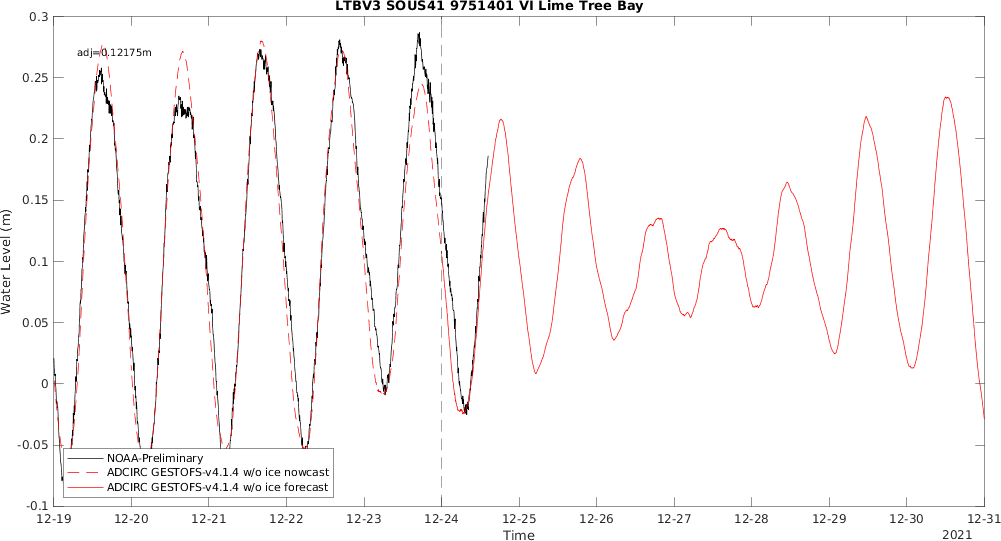 LTBV3 SOUS41 9751401 VI Lime Tree Bay
adj=0.12175m
Water Level (m)
0.3
0.25
0.2
0.15
0.1
0.05
0
-0.05
-0.1
NOAA-Preliminary
ADCIRC GESTOFS-v4.1.4 w/o ice nowcast
ADCIRC GESTOFS-v4.1.4 w/o ice forecast
12-19 12-20 12-21 12-22 12-23 12-24 12-25 12-26 12-27 12-28 12-29 12-30 12-31
Time
2021